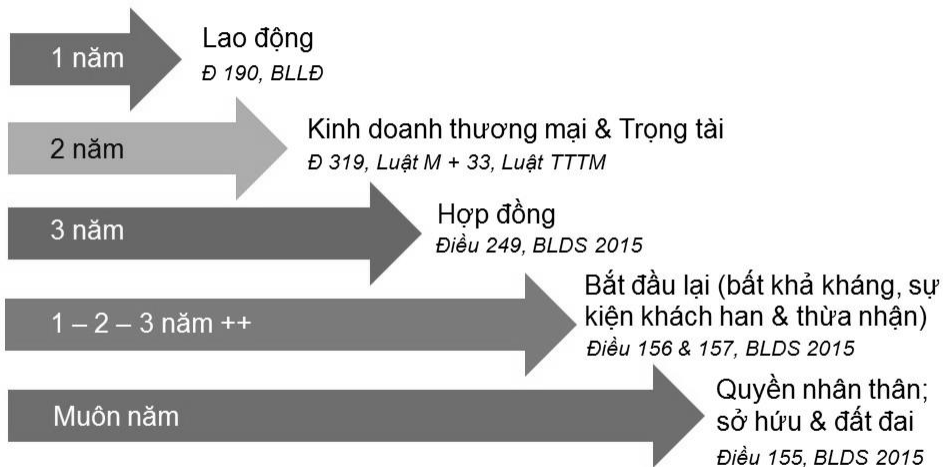 1 năm
Lao động
Đ 190, BLLĐ
2 năm
Kinh doanh thương mại & Trọng tài
Đ 319, Luật M + 33, Luật TTTM
3 năm
Hợp đồng
Điều 249, BLDS 2015
1 – 2 – 3 năm ++
Bắt đầu lại (bất khả kháng, sự
kiện khách han & thừa nhận)
Điều 156 & 157, BLDS 2015
Muôn năm
Quyền nhân thân;
sở hứu & đất đai
Điều 155, BLDS 2015